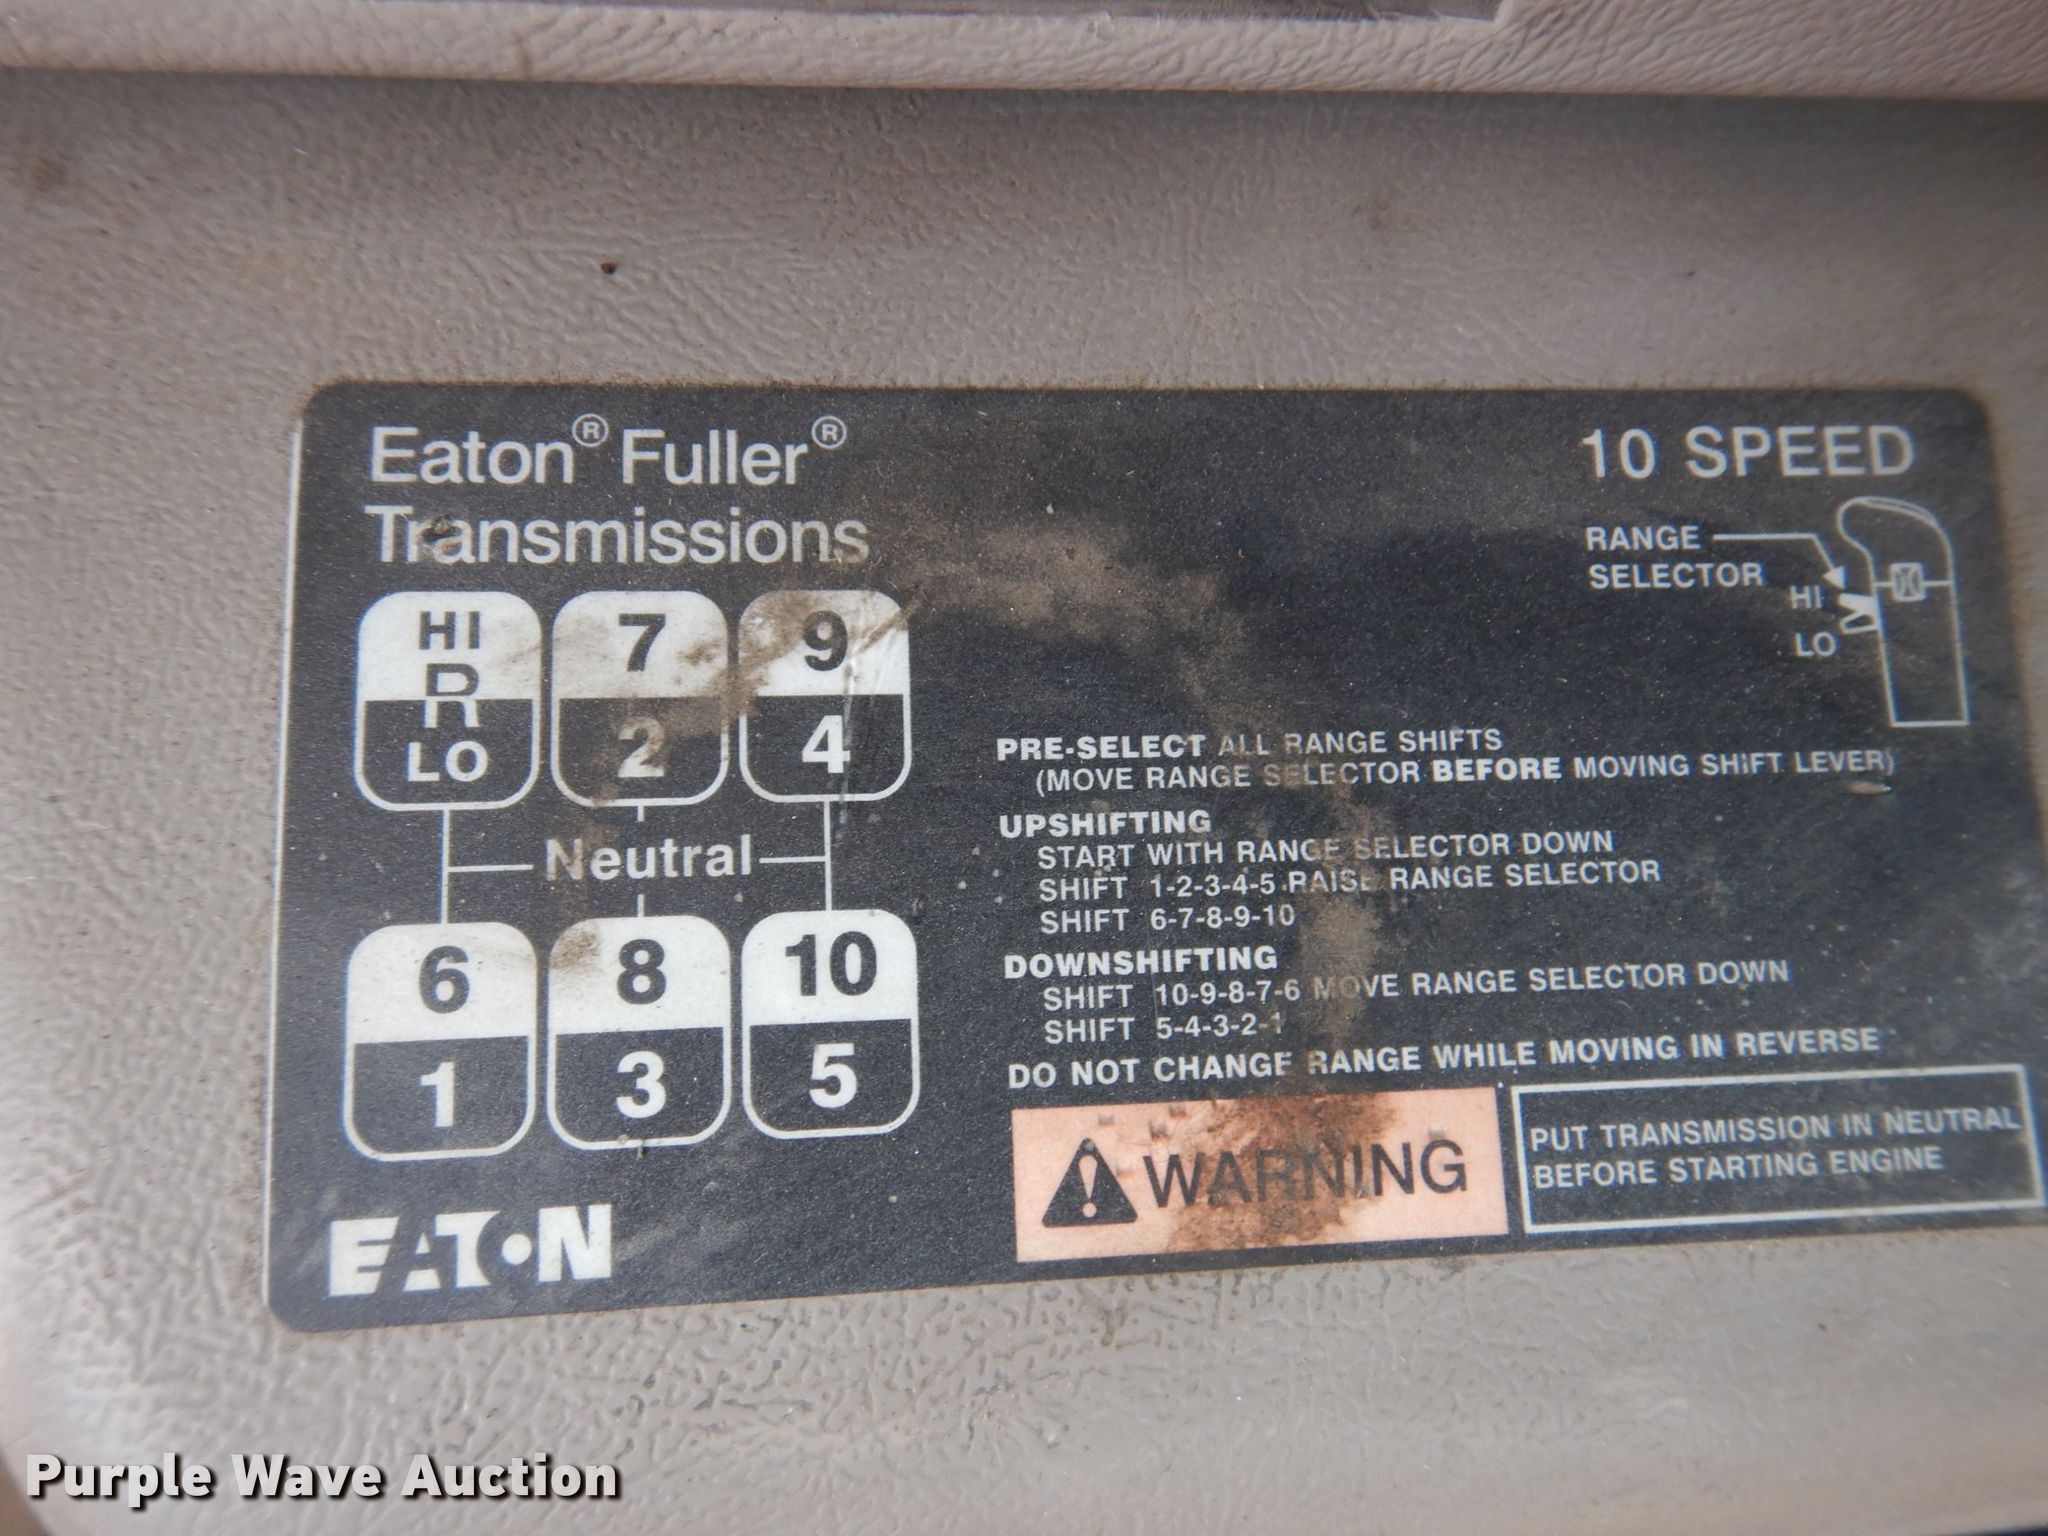 Eaton® Fuller®
Transmissions
10 SPEED
RANGE
SELECTOR
HI
LO
HI
R
LO
7
2
9
4
Neutral
6
1
8
3
10
5
PRE-SELECT ALL RANGE SHIFTS
(MOVE RANGE SELECTOR BEFORE MOVING SHIFT LEVER)
UPSHIFTING
START WITH RANGE SELECTOR DOWN
SHIFT 1-2-3-4-5 RAISE RANGE SELECTOR
SHIFT 6-7-8-9-10
DOWNSHIFTING
SHIFT 10-9-8-7-6 MOVE RANGE SELECTOR DOWN
SHIFT 5-4-3-2-1
DO NOT CHANGE RANGE WHILE MOVING IN REVERSE
WARNING
PUT TRANSMISSION IN NEUTRAL
BEFORE STARTING ENGINE
EATON
Purple Wave Auction